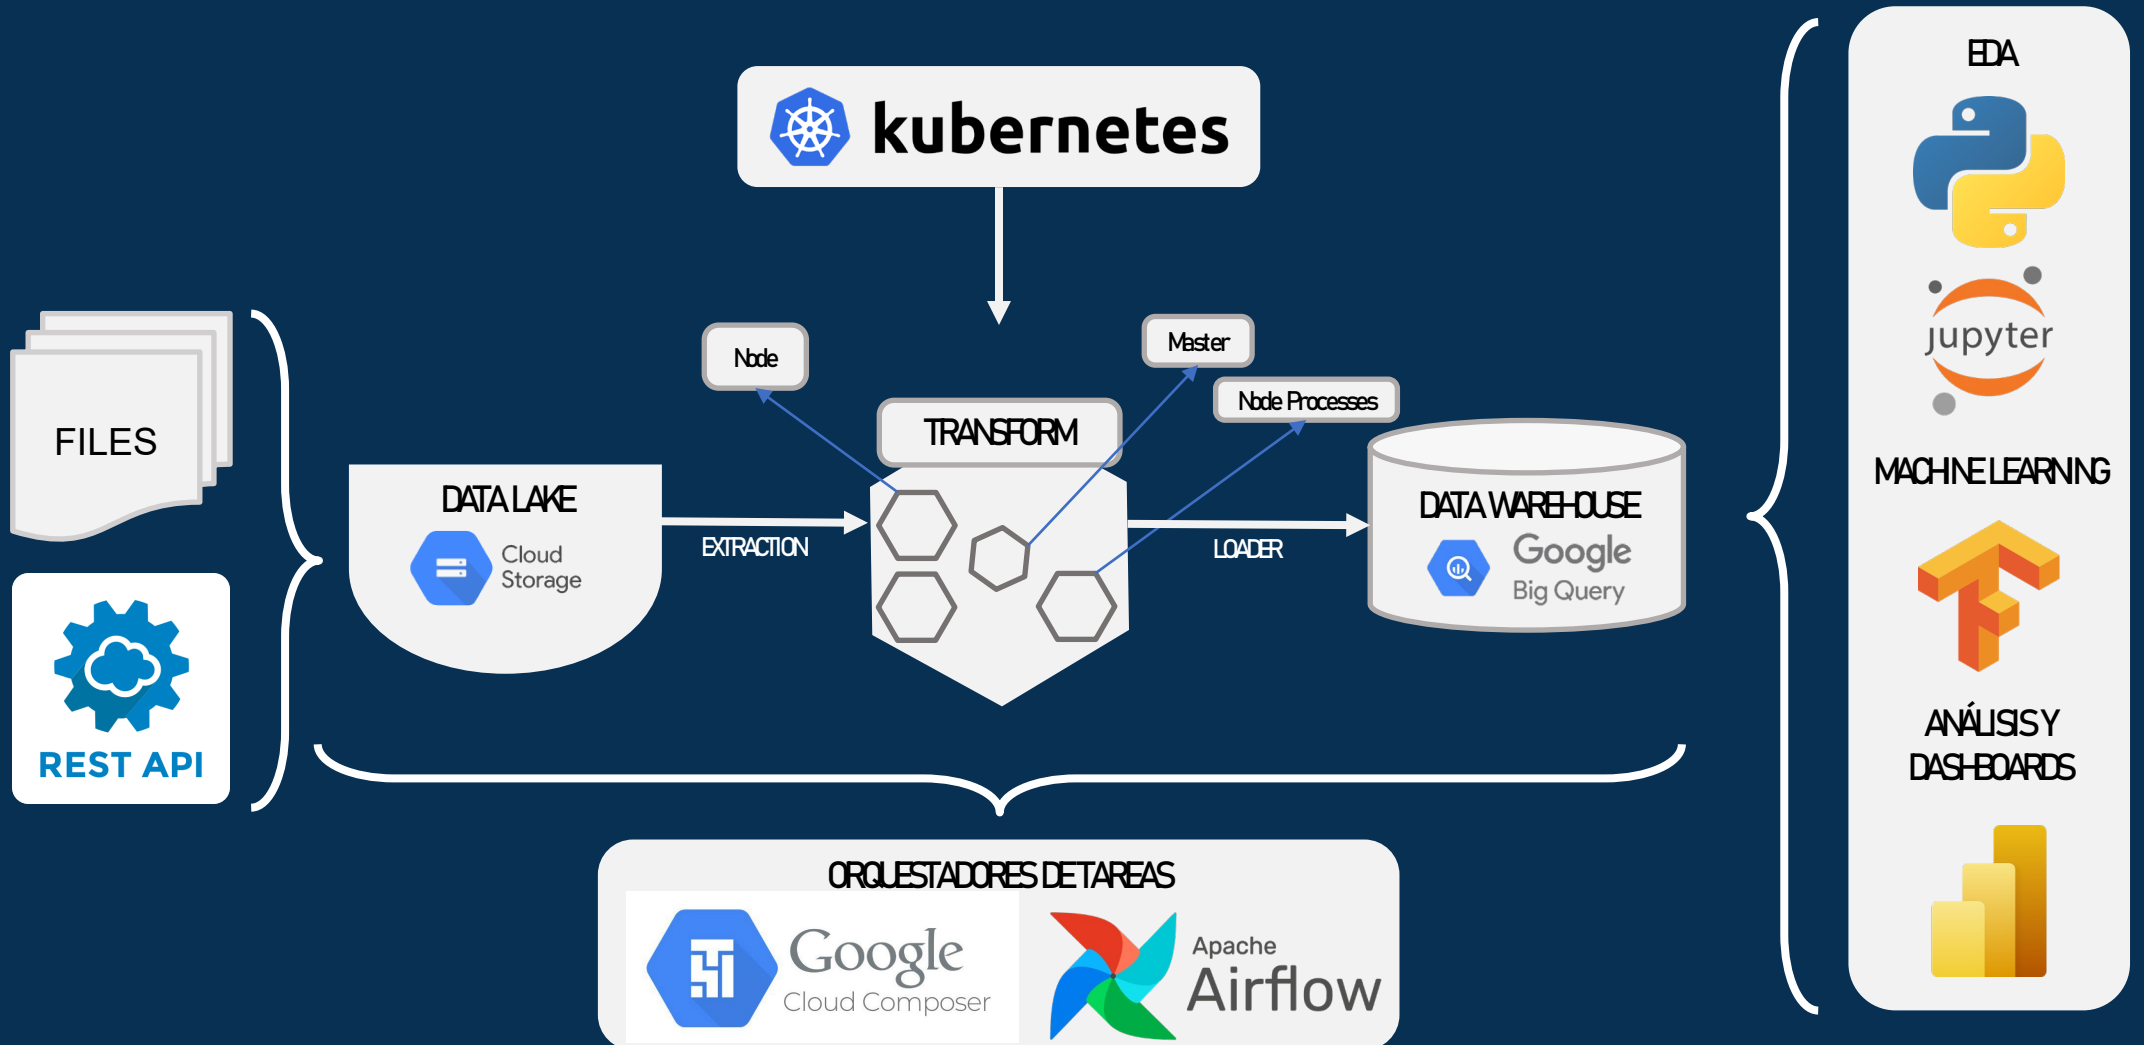 kubernetes
EDA
jupyter
MACHINE LEARNING
ANÁLISIS Y
DASHBOARDS
FILES
REST API
Node
Master
Node Processes
TRANSFORM
DATA LAKE
Cloud
Storage
EXTRACTION
LOADER
DATA WAREHOUSE
Google
Big Query
ORQUESTADORES DE TAREAS
Google
Cloud Composer
Apache
Airflow